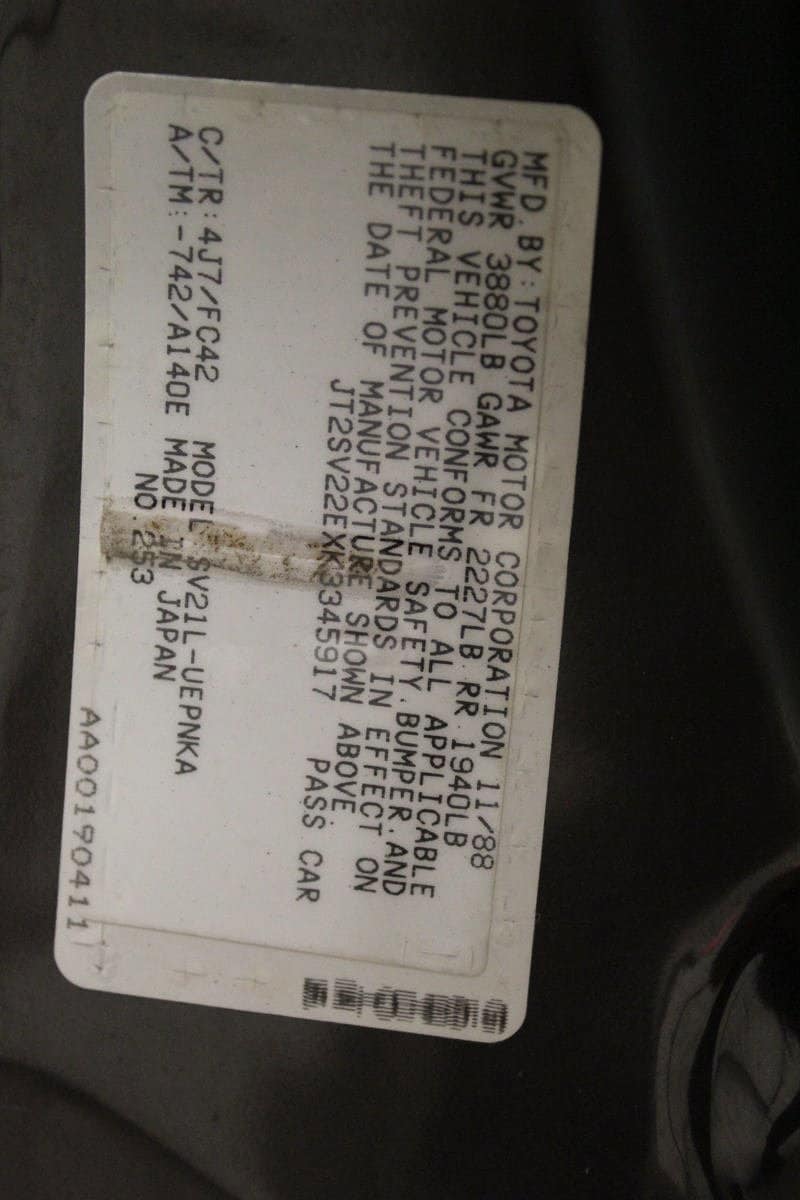 MFD.BY:TOYOTA MOTOR CORPORATION 11/88
GVWR 3880LB GAWR FR 2227LB RR 1940LB
THIS VEHICLE CONFORMS TO ALL APPLICABLE
FEDERAL MOTOR VEHICLE SAFETY.BUMPER.AND
THEFT PREVENTION STANDARDS IN EFFECT ON
THE DATE OF MANUFACTURE SHOWN ABOVE.
JT2SV22EXK3345917 PASS CAR
C/TR:4J7/FC42 MODEL SV21L-UEPNKA
A/TM:-742/A140E MADE IN JAPAN
NO.253
AA00190411